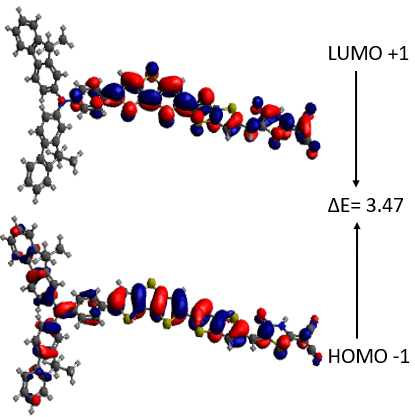 LUMO +1
ΔE= 3.47
HOMO -1